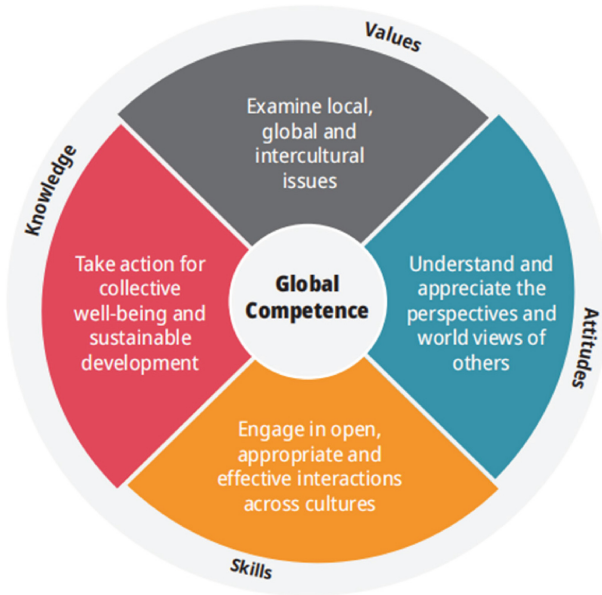 Values
Examine local,
global and
intercultural
issues
Knowledge
Take action for
collective
well-being and
sustainable
development
Global
Competence
Understand and
appreciate the
perspectives and
world views of
others
Attitudes
Engage in open,
appropriate and
effective interactions
across cultures
Skills